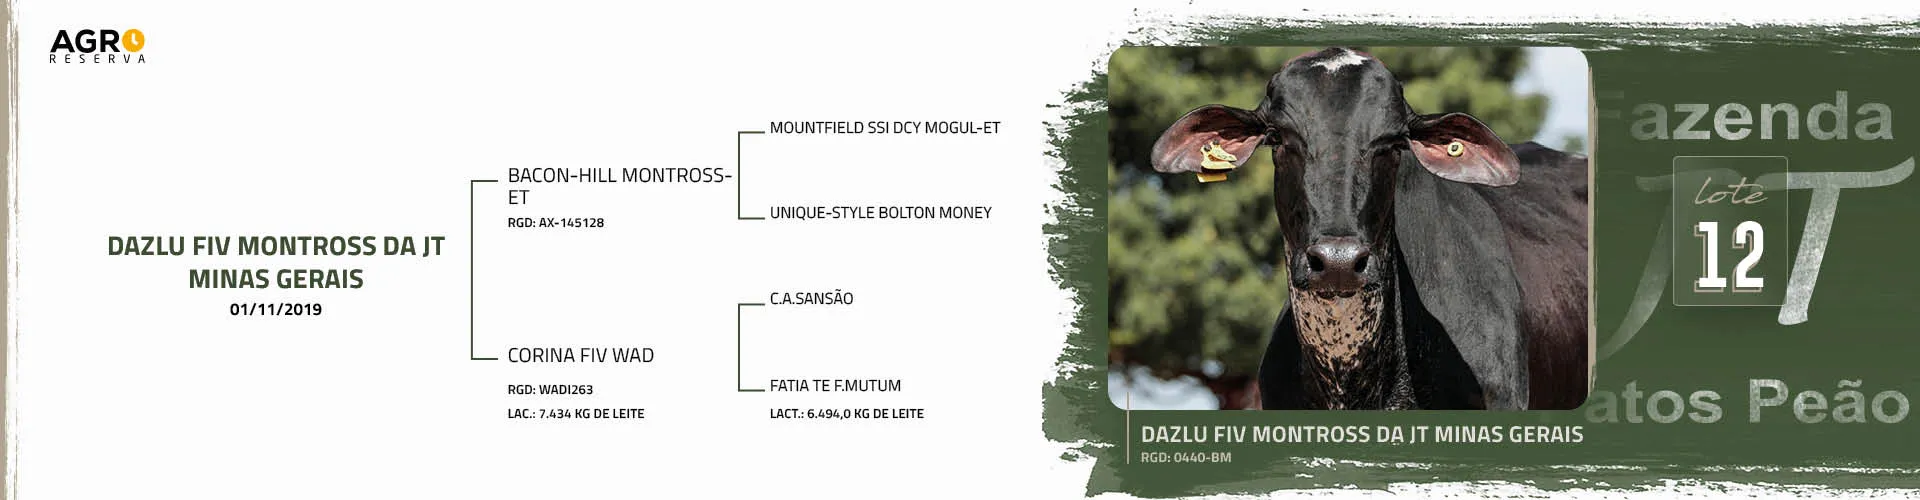 AGRO
RESERVA
DAZLU FIV MONTROSS DA JT
MINAS GERAIS
01/11/2019
BACON-HILL MONTROSS-
ET
RGD: AX-145128
CORINA FIV WAD
RGD: WADI263
LAC.: 7.434 KG DE LEITE
MOUNTFIELD SSI DCY MOGUL-ET
UNIQUE-STYLE BOLTON MONEY
C.A.SANSÃO
FATIA TE F.MUTUM
LACT.: 6.494,0 KG DE LEITE
Fazenda
JT
lote
12
atos Peão
DAZLU FIV MONTROSS DA JT MINAS GERAIS
RGD: 0440-BM